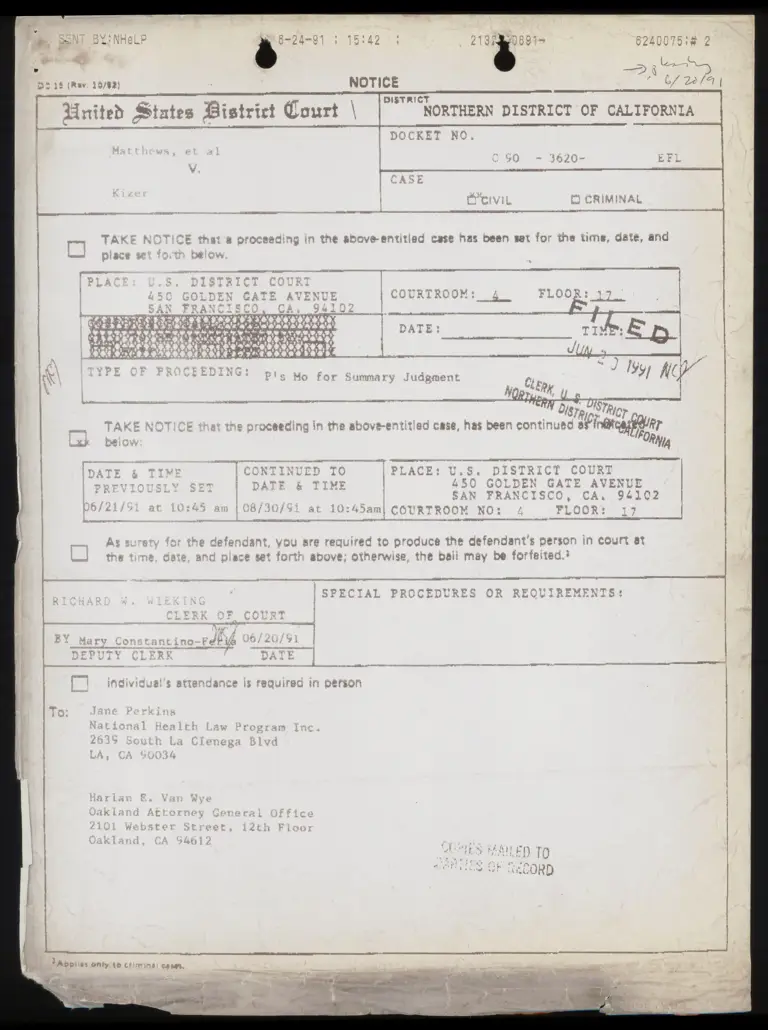 SENT BY:NHeLP 6-24-91 : 15:42 : 6240075:# 2
6/20/91
DC 15 (Rev. 10/82)
NOTICE
United States District Court
DISTRICT
NORTHERN DISTRICT OF CALIFORNIA
Matthews, et al
V.
Kizer
DOCKET NO.
C 90 - 3620- EFL
CASE
xx CIVIL ☐ CRIMINAL
TAKE NOTICE that a proceeding in the above-entitled case has been set for the time, date, and
place set forth below.
PLACE: U.S. DISTRICT COURT
450 GOLDEN GATE AVENUE
SAN FRANCISCO, CA. 94102
COURTROOM: 4 FLOOR: 17
DATE: TIME:
FILED
JUN 1991
CLERK, U. S. DISTRICT COURT
NORTHERN DISTRICT OF CALIFORNIA
TYPE OF PROCEEDING: P's Mo for Summary Judgment
xx
TAKE NOTICE that the proceeding in the above-entitled case, has been continued as indicated
below:
DATE & TIME
PREVIOUSLY SET
06/21/91 at 10:45 am
CONTINUED TO
DATE & TIME
08/30/91 at 10:45am
PLACE: U.S. DISTRICT COURT
450 GOLDEN GATE AVENUE
SAN FRANCISCO, CA. 94102
COURTROOM NO: 4 FLOOR: 17
As surety for the defendant, you are required to produce the defendant's person in court at
the time, date, and place set forth above; otherwise, the bail may be forfeited.¹
RICHARD W. WIEKING
CLERK OF COURT
BY Mary Constantino- 06/20/91
DEPUTY CLERK DATE
SPECIAL PROCEDURES OR REQUIREMENTS:
individual's attendance is required in person
To: Jane Perkins
National Health Law Program Inc.
2639 South La Cienega Blvd
LA, CA 90034
Harlan E. Van Wye
Oakland Attorney General Office
2101 Webster Street, 12th Floor
Oakland, CA 94612
COPIES MAILED TO
PARTIES OF RECORD
¹Applies only to criminal cases.